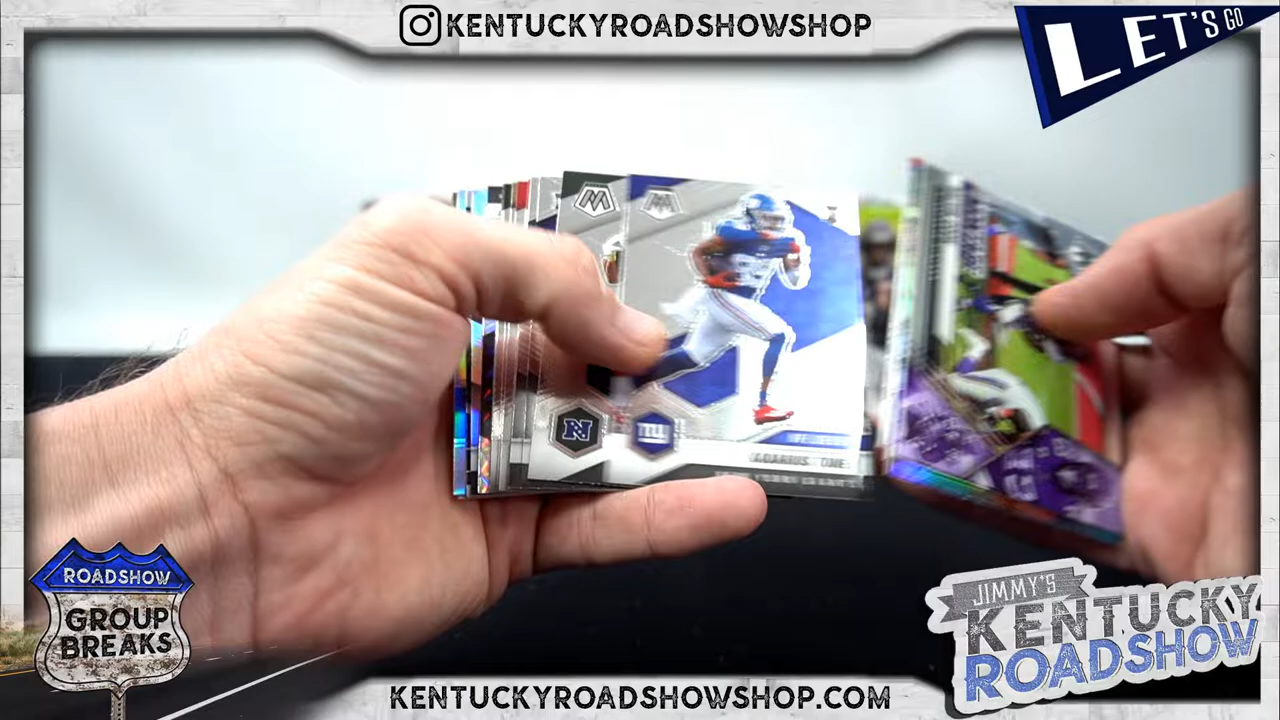 KENTUCKYROADSHOWSHOP
LET'S GO
ROADSHOW
GROUP
BREAKS
JIMMY'S
KENTUCKY
ROADSHOW
KENTUCKYROADSHOWSHOP.COM